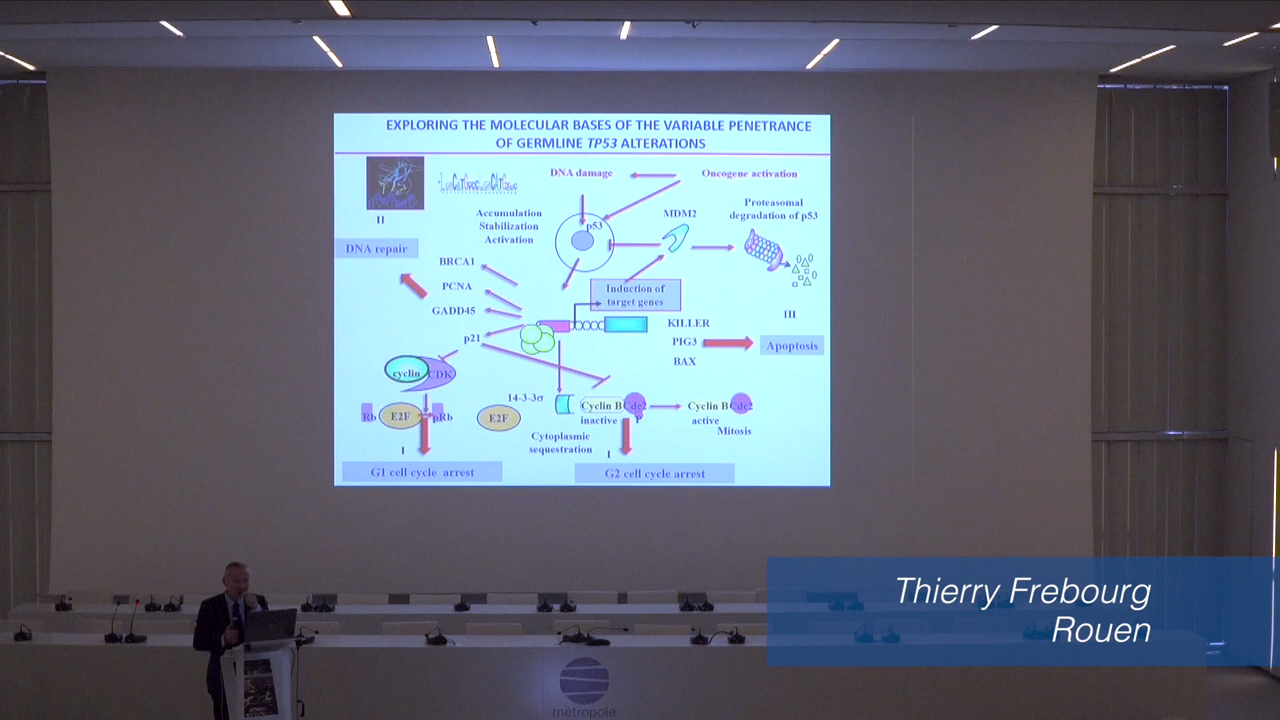 EXPLORING THE MOLECULAR BASES OF THE VARIABLE PENETRANCE
OF GERMLINE TP53 ALTERATIONS
DNA damage
Oncogene activation
II
Accumulation
Stabilization
Activation
p53
MDM2
Proteasomal
degradation of p53
DNA repair
BRCA1
PCNA
GADD45
p21
Induction of
target genes
III
KILLER
PIG3
BAX
Apoptosis
cyclin
CDK
Rb
E2F
pRb
E2F
14-3-3σ
Cyclin B
Cdc2
inactive
P
Cyclin B
Cdc2
active
Mitosis
Cytoplasmic
sequestration
I
I
G1 cell cycle arrest
G2 cell cycle arrest
Thierry Frebourg
Rouen
metropole